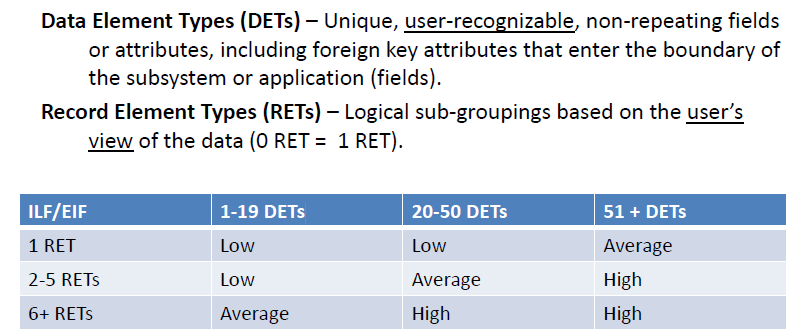 Data Element Types (DETs) – Unique, user-recognizable, non-repeating fields
or attributes, including foreign key attributes that enter the boundary of
the subsystem or application (fields).
Record Element Types (RETs) – Logical sub-groupings based on the user's
view of the data (0 RET = 1 RET).
ILF/EIF 1-19 DETs 20-50 DETs 51 + DETs
1 RET Low Low Average
2-5 RETs Low Average High
6+ RETs Average High High